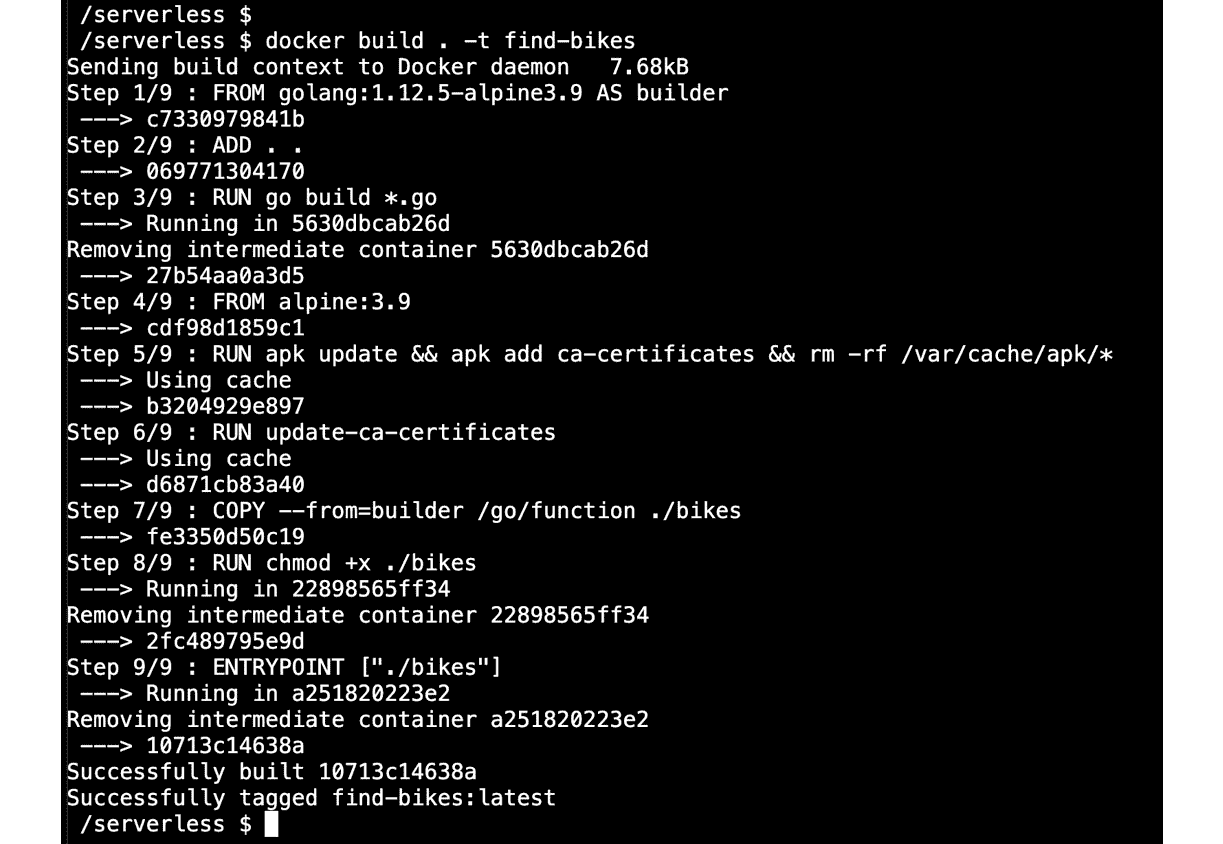 /serverless $
/serverless $ docker build . -t find-bikes
Sending build context to Docker daemon   7.68kB
Step 1/9 : FROM golang:1.12.5-alpine3.9 AS builder
 ---> c7330979841b
Step 2/9 : ADD . .
 ---> 069771304170
Step 3/9 : RUN go build *.go
 ---> Running in 5630dbcab26d
Removing intermediate container 5630dbcab26d
 ---> 27b54aa0a3d5
Step 4/9 : FROM alpine:3.9
 ---> cdf98d1859c1
Step 5/9 : RUN apk update && apk add ca-certificates && rm -rf /var/cache/apk/*
 ---> Using cache
 ---> b3204929e897
Step 6/9 : RUN update-ca-certificates
 ---> Using cache
 ---> d6871cb83a40
Step 7/9 : COPY --from=builder /go/function ./bikes
 ---> fe3350d50c19
Step 8/9 : RUN chmod +x ./bikes
 ---> Running in 22898565ff34
Removing intermediate container 22898565ff34
 ---> 2fc489795e9d
Step 9/9 : ENTRYPOINT ["./bikes"]
 ---> Running in a251820223e2
Removing intermediate container a251820223e2
 ---> 10713c14638a
Successfully built 10713c14638a
Successfully tagged find-bikes:latest
/serverless $